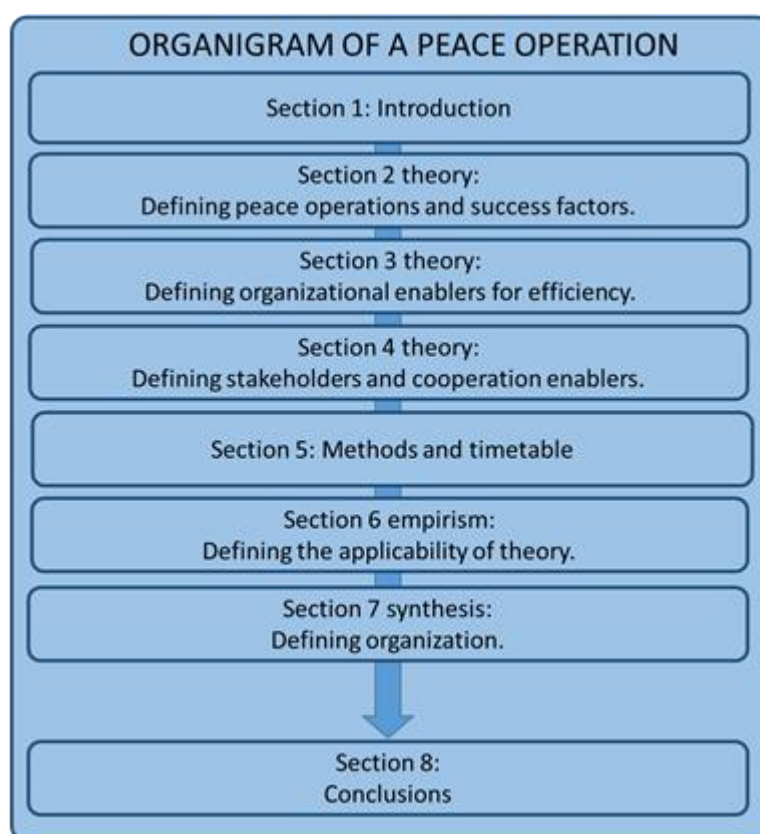 ORGANIGRAM OF A PEACE OPERATION
Section 1: Introduction
Section 2 theory:
Defining peace operations and success factors.
Section 3 theory:
Defining organizational enablers for efficiency.
Section 4 theory:
Defining stakeholders and cooperation enablers.
Section 5: Methods and timetable
Section 6 empirism:
Defining the applicability of theory.
Section 7 synthesis:
Defining organization.
Section 8:
Conclusions